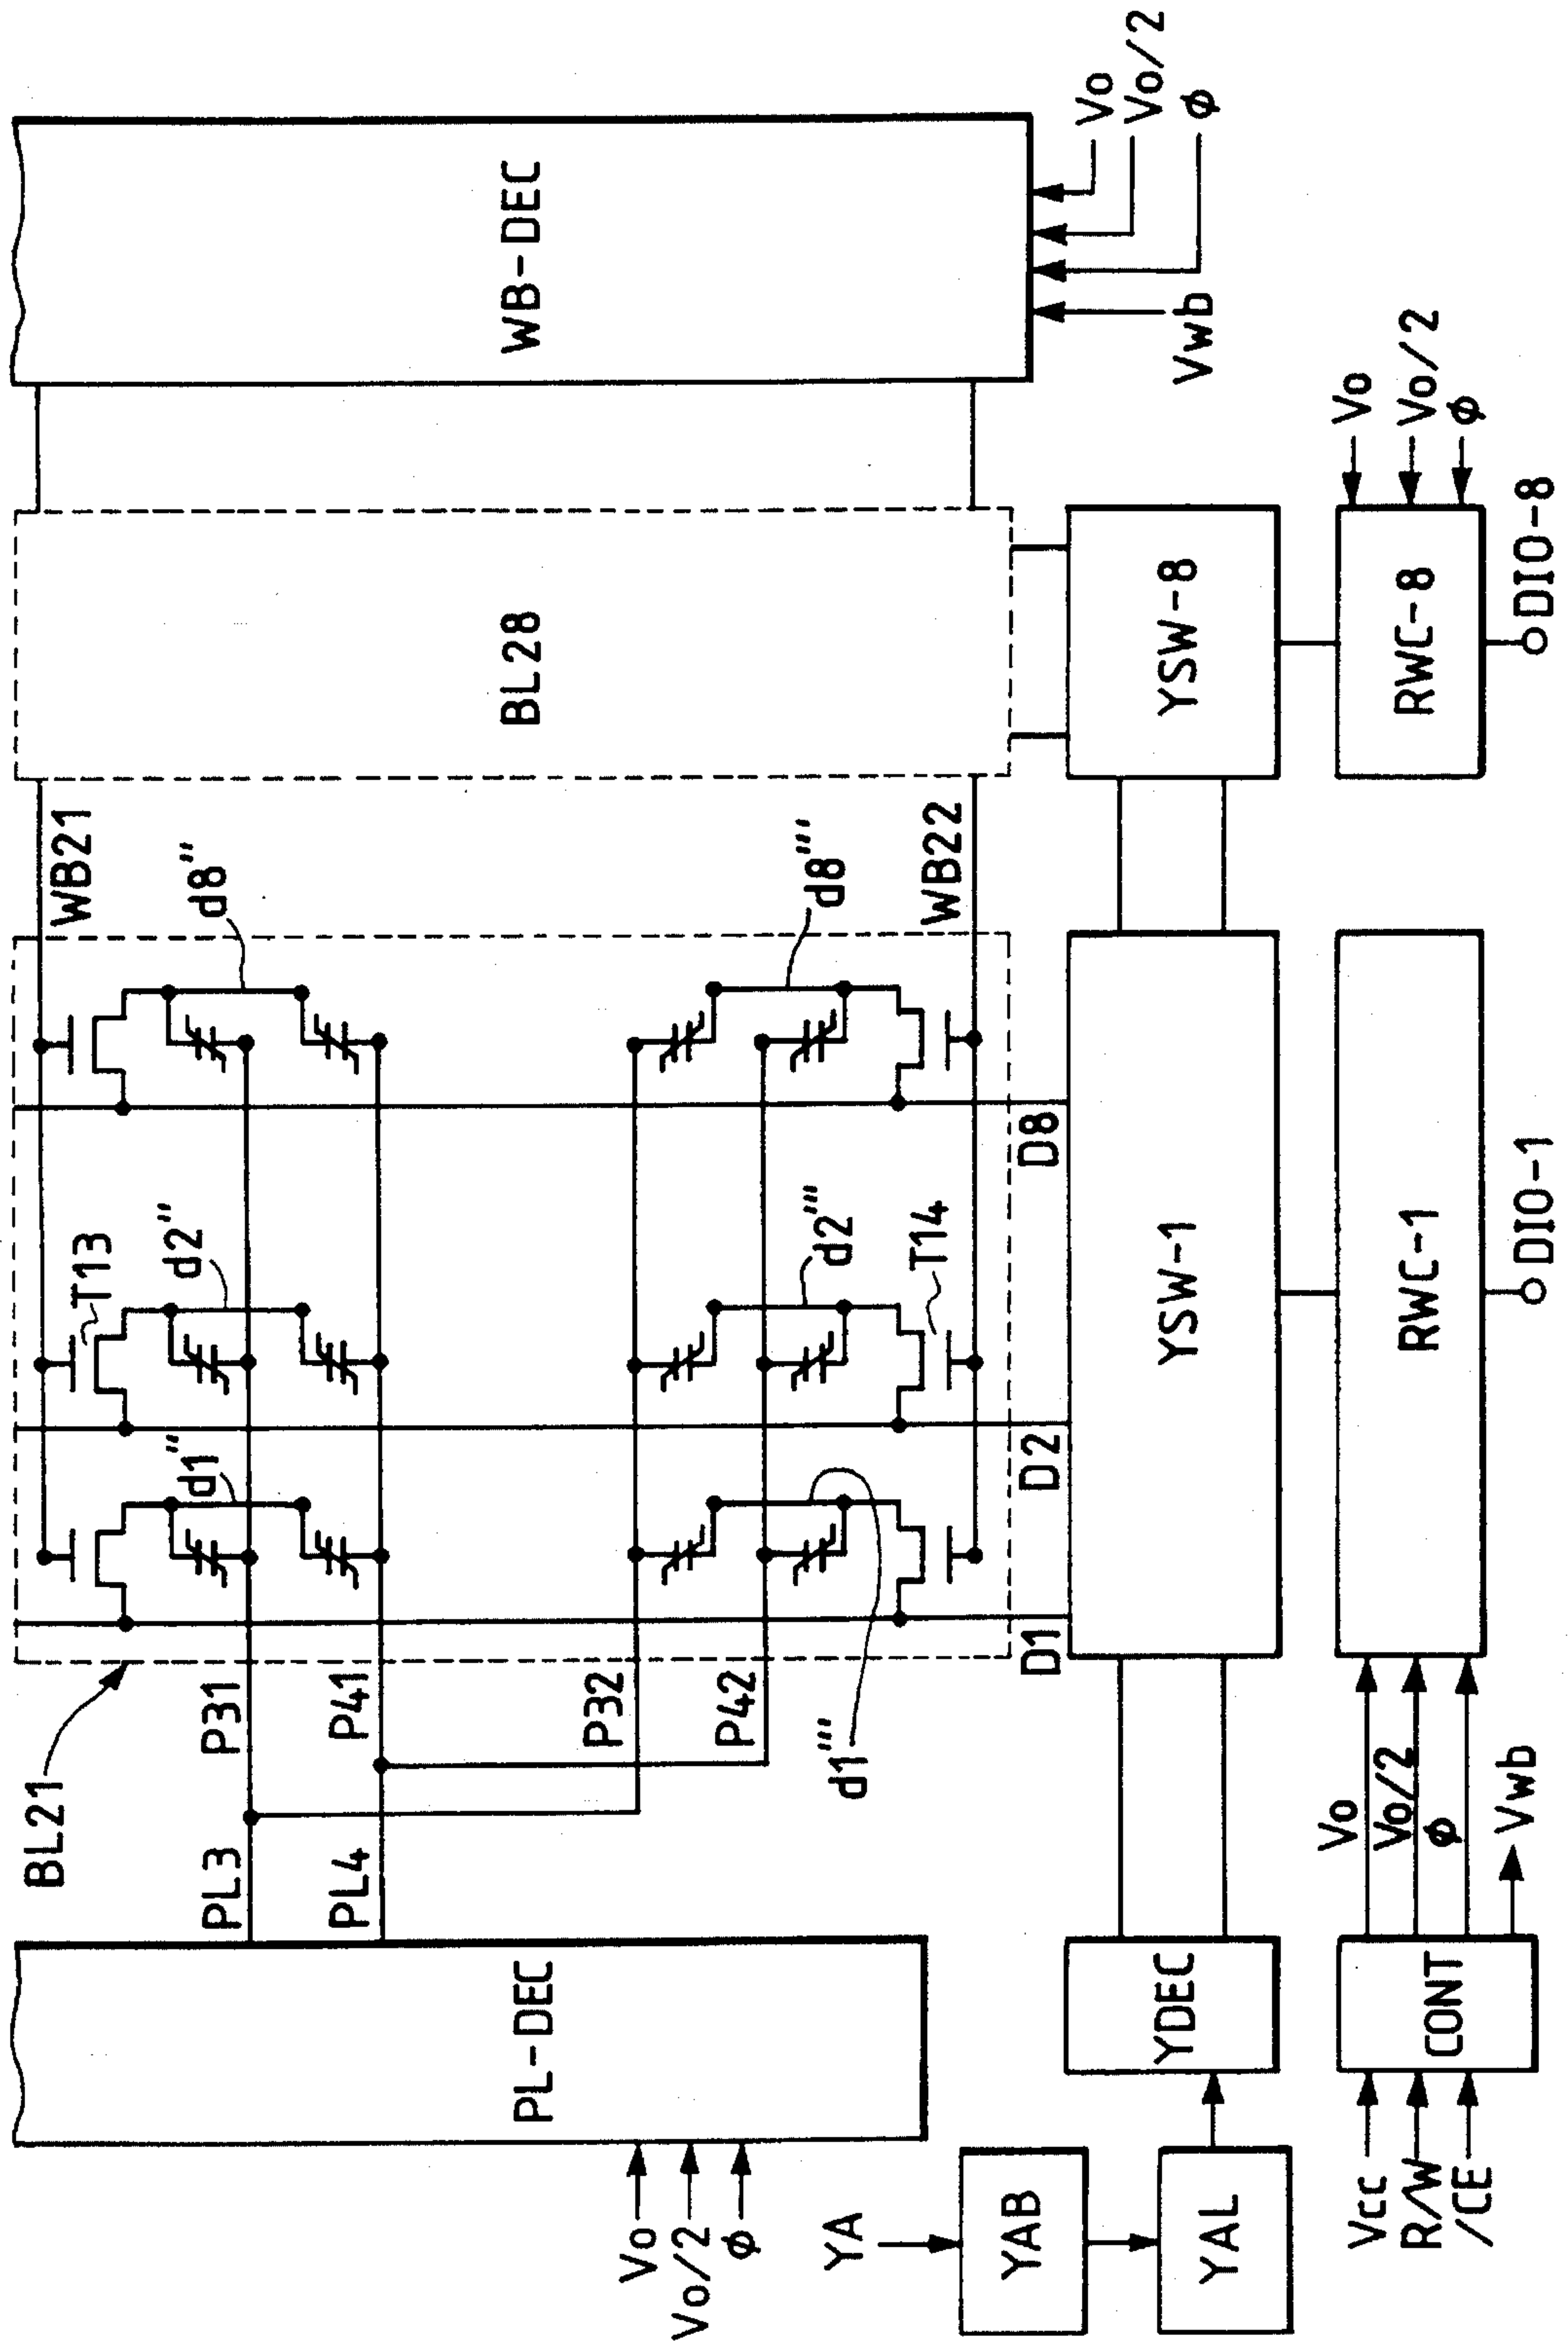 WB-DEC
Vo
Vo/2
ϕ
Vwb
BL28
YSW-8
RWC-8
Vo
Vo/2
ϕ
DIO-8
WB21
d8''
d8'''
WB22
T13
d2''
d2'''
T14
D8
d1''
d1'''
D2
D1
YSW-1
RWC-1
DIO-1
BL21
P31
P41
P32
P42
PL3
PL4
Vo
Vo/2
ϕ
Vwb
PL-DEC
YDEC
CONT
Vo
Vo/2
ϕ
YA
YAB
YAL
Vcc
R/W
/CE